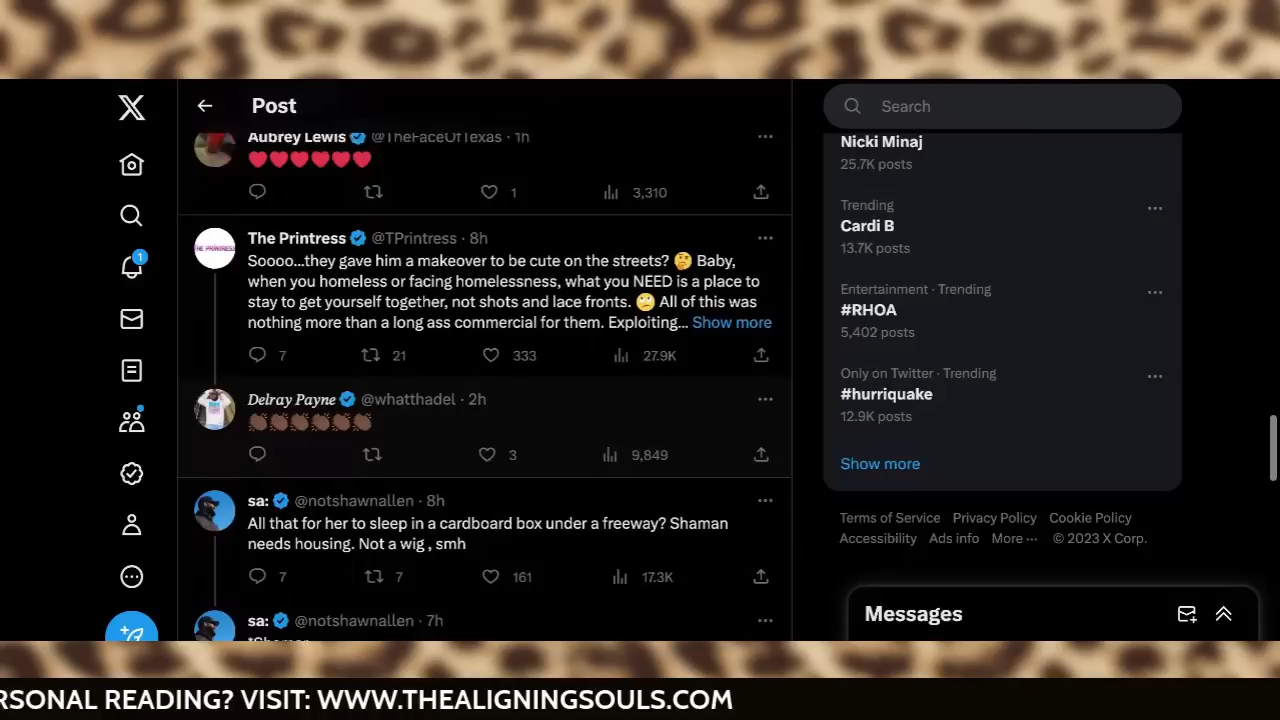 Post
Aubrey Lewis @TheFaceOfTexas · 1h
❤️❤️❤️❤️❤️❤️
1 3,310
The Printress @TPrintress · 8h
Soooo...they gave him a makeover to be cute on the streets? 🤔 Baby,
when you homeless or facing homelessness, what you NEED is a place to
stay to get yourself together, not shots and lace fronts. 🙄 All of this was
nothing more than a long ass commercial for them. Exploiting... Show more
7 21 333 27.9K
Delray Payne @whatthadel · 2h
👏🏾👏🏾👏🏾👏🏾👏🏾👏🏾
3 9,849
sa: @notshawnallen · 8h
All that for her to sleep in a cardboard box under a freeway? Shaman
needs housing. Not a wig , smh
7 7 161 17.3K
sa: @notshawnallen · 7h
Search
Nicki Minaj
25.7K posts
Trending
Cardi B
13.7K posts
Entertainment · Trending
#RHOA
5,402 posts
Only on Twitter · Trending
#hurriquake
12.9K posts
Show more
Terms of Service Privacy Policy Cookie Policy
Accessibility Ads info More ··· © 2023 X Corp.
Messages
1
THE PRINTRESS
RSONAL READING? VISIT: WWW.THEALIGNINGSOULS.COM